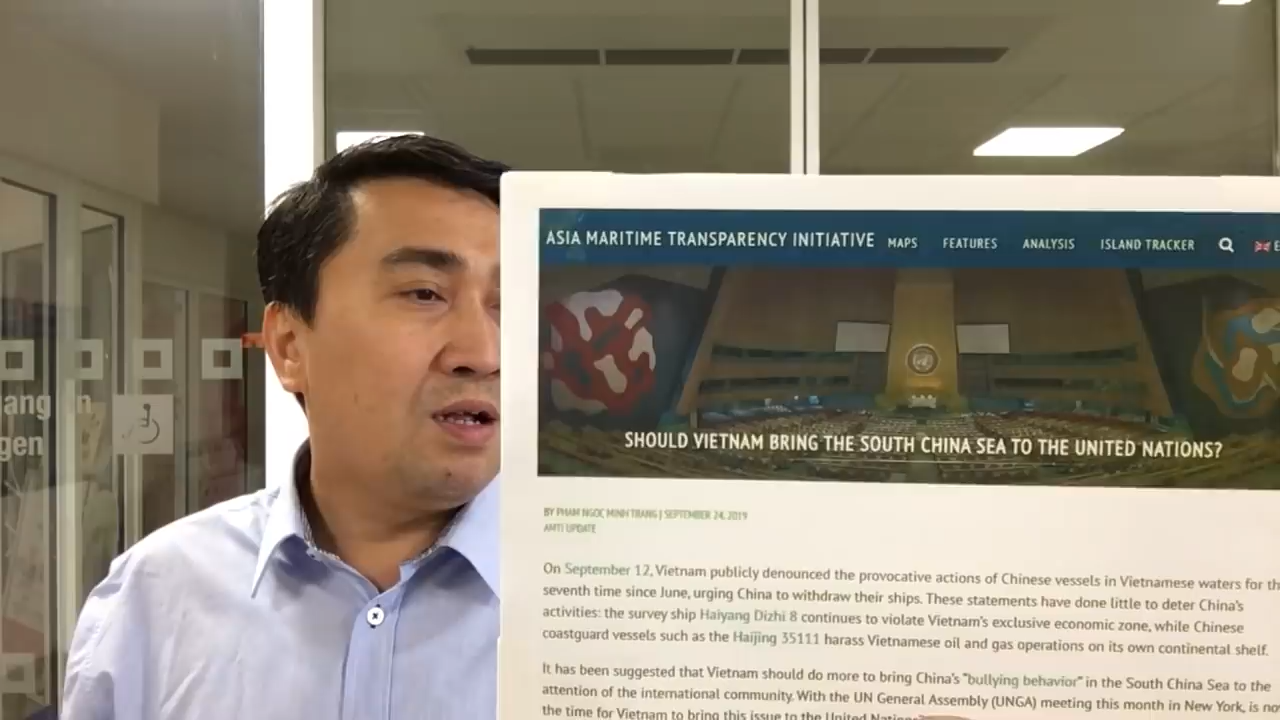 ASIA MARITIME TRANSPARENCY INITIATIVE MAPS FEATURES ANALYSIS ISLAND TRACKER
SHOULD VIETNAM BRING THE SOUTH CHINA SEA TO THE UNITED NATIONS?
BY PHAM NGOC MINH TRANG | SEPTEMBER 24, 2019
AMTI UPDATE
On September 12, Vietnam publicly denounced the provocative actions of Chinese vessels in Vietnamese waters for th
seventh time since June, urging China to withdraw their ships. These statements have done little to deter China's
activities: the survey ship Haiyang Dizhi 8 continues to violate Vietnam's exclusive economic zone, while Chinese
coastguard vessels such as the Haijing 35111 harass Vietnamese oil and gas operations on its own continental shelf.
It has been suggested that Vietnam should do more to bring China's "bullying behavior" in the South China Sea to the
attention of the international community. With the UN General Assembly (UNGA) meeting this month in New York, is no
the time for Vietnam to bring this issue to the United Nations
ang
gen